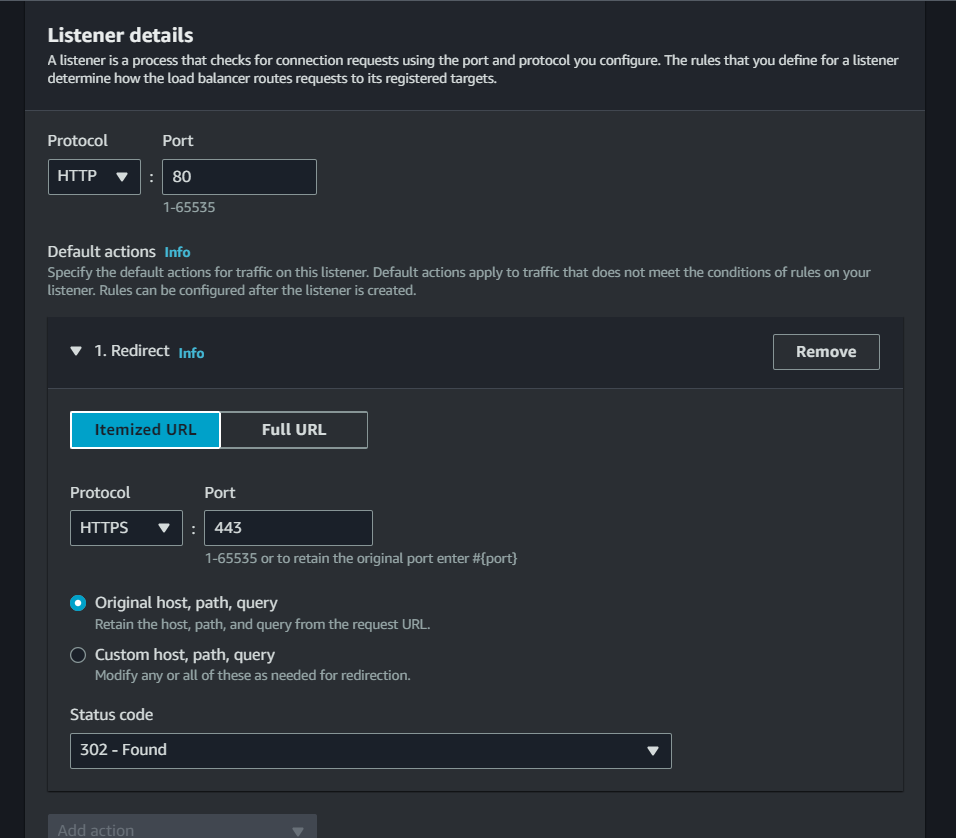 Listener details
A listener is a process that checks for connection requests using the port and protocol you configure. The rules that you define for a listener
determine how the load balancer routes requests to its registered targets.
Protocol Port
HTTP : 80
1-65535
Default actions Info
Specify the default actions for traffic on this listener. Default actions apply to traffic that does not meet the conditions of rules on your
listener. Rules can be configured after the listener is created.
1. Redirect Info Remove
Itemized URL Full URL
Protocol Port
HTTPS : 443
1-65535 or to retain the original port enter #{port}
Original host, path, query
Retain the host, path, and query from the request URL.
Custom host, path, query
Modify any or all of these as needed for redirection.
Status code
302 - Found
Add action